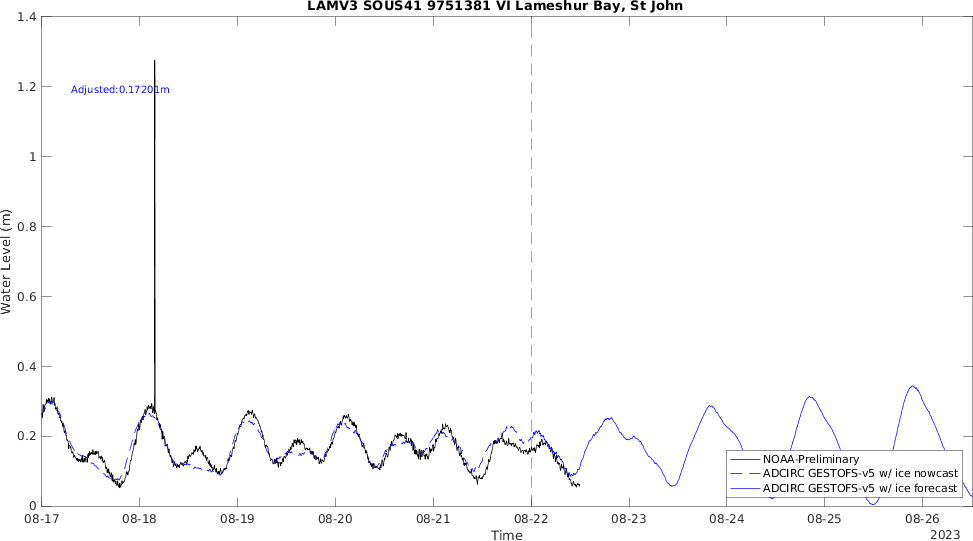 LAMV3 SOUS41 9751381 VI Lameshur Bay, St John
1.4
1.2
1
0.8
0.6
0.4
0.2
0
Water Level (m)
Adjusted:0.17201m
NOAA-Preliminary
ADCIRC GESTOFS-v5 w/ ice nowcast
ADCIRC GESTOFS-v5 w/ ice forecast
08-17 08-18 08-19 08-20 08-21 08-22 08-23 08-24 08-25 08-26
Time
2023